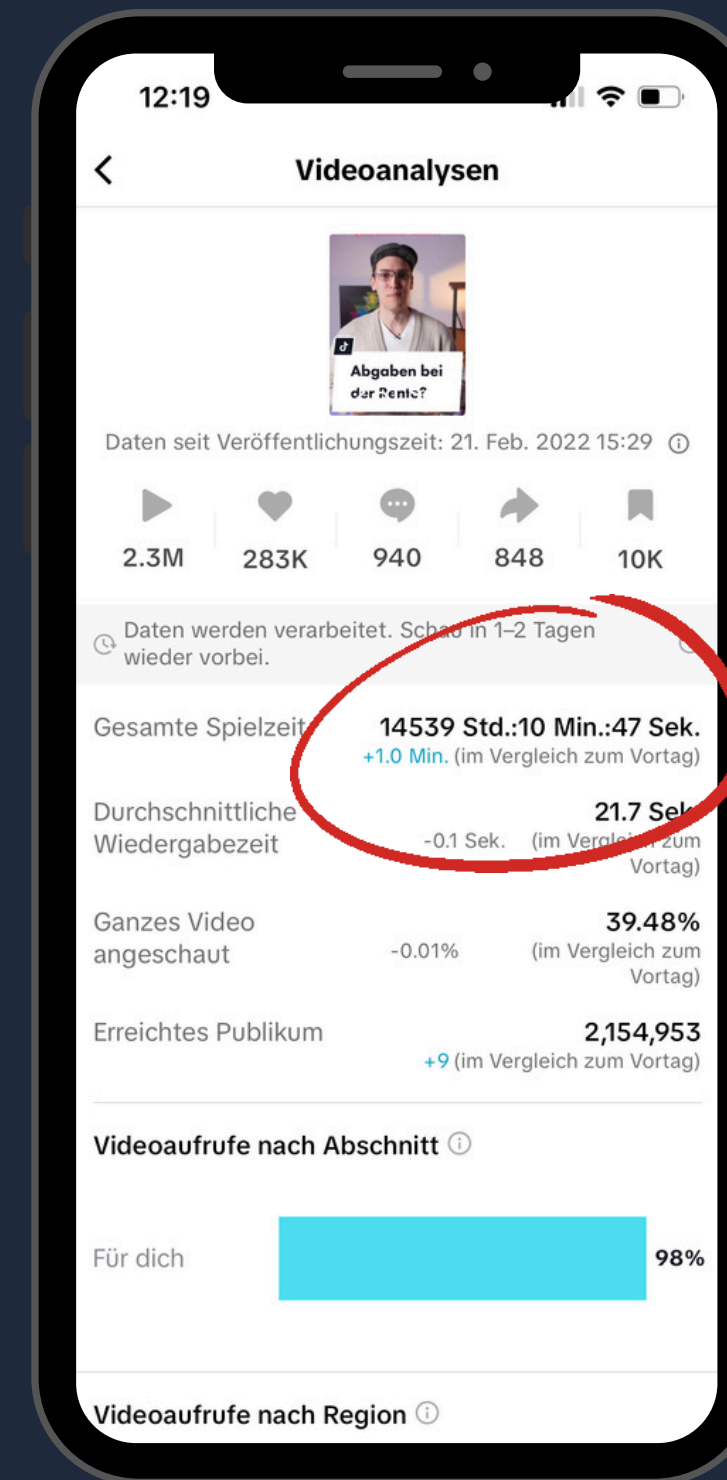 12:19
Videoanalysen
Abgaben bei
der Rente?
Daten seit Veröffentlichungszeit: 21. Feb. 2022 15:29
2.3M 283K 940 848 10K
Daten werden verarbeitet. Schau in 1–2 Tagen
wieder vorbei.
Gesamte Spielzeit 14539 Std.:10 Min.:47 Sek.
+1.0 Min. (im Vergleich zum Vortag)
Durchschnittliche 21.7 Sek.
Wiedergabezeit -0.1 Sek. (im Vergleich zum
Vortag)
Ganzes Video 39.48%
angeschaut -0.01% (im Vergleich zum
Vortag)
Erreichtes Publikum 2,154,953
+9 (im Vergleich zum Vortag)
Videoaufrufe nach Abschnitt
Für dich 98%
Videoaufrufe nach Region